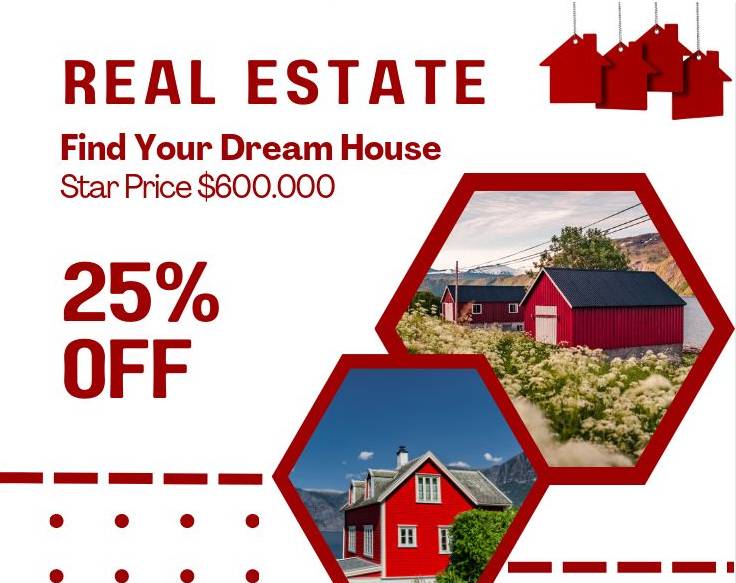 REAL ESTATE
Find Your Dream House
Star Price $600.000
25%
OFF